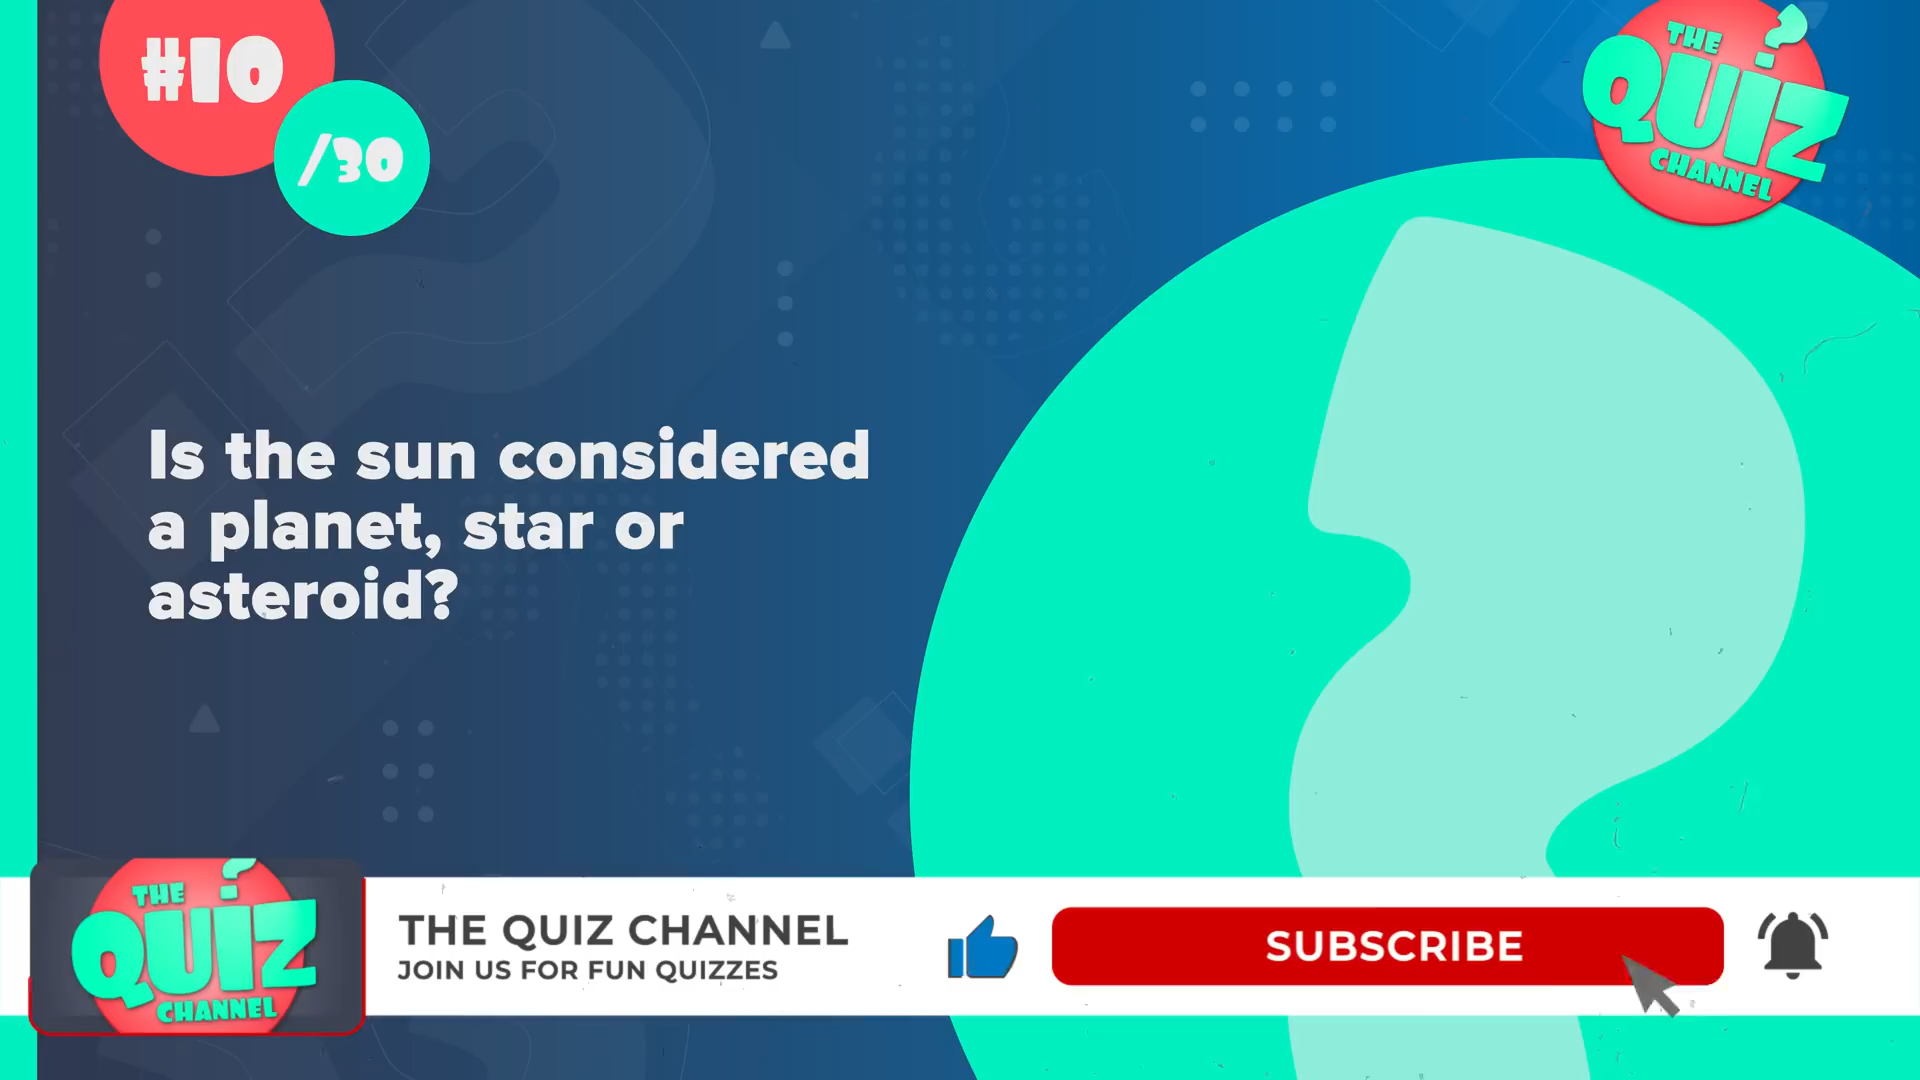 #10
/30
THE
QUIZ
CHANNEL
Is the sun considered
a planet, star or
asteroid?
THE
QUIZ
CHANNEL
THE QUIZ CHANNEL
JOIN US FOR FUN QUIZZES
SUBSCRIBE